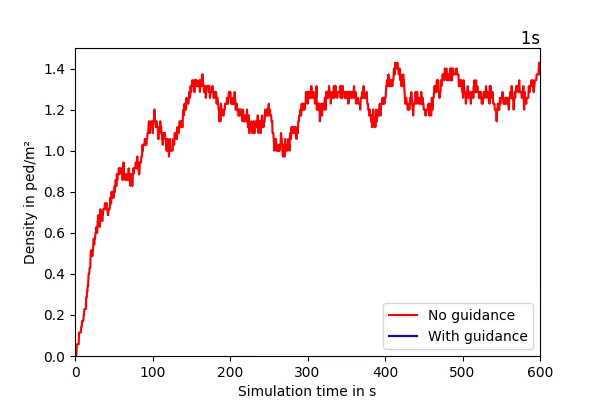 1s
1.4
1.2
1.0
0.8
0.6
0.4
0.2
0.0
Density in ped/m²
No guidance
With guidance
0 100 200 300 400 500 600
Simulation time in s